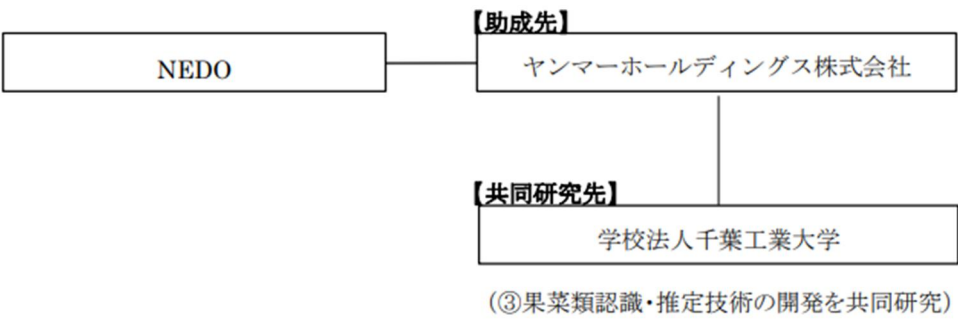 【助成先】
NEDO
ヤンマーホールディングス株式会社
【共同研究先】
学校法人千葉工業大学
(③果菜類認識・推定技術の開発を共同研究)